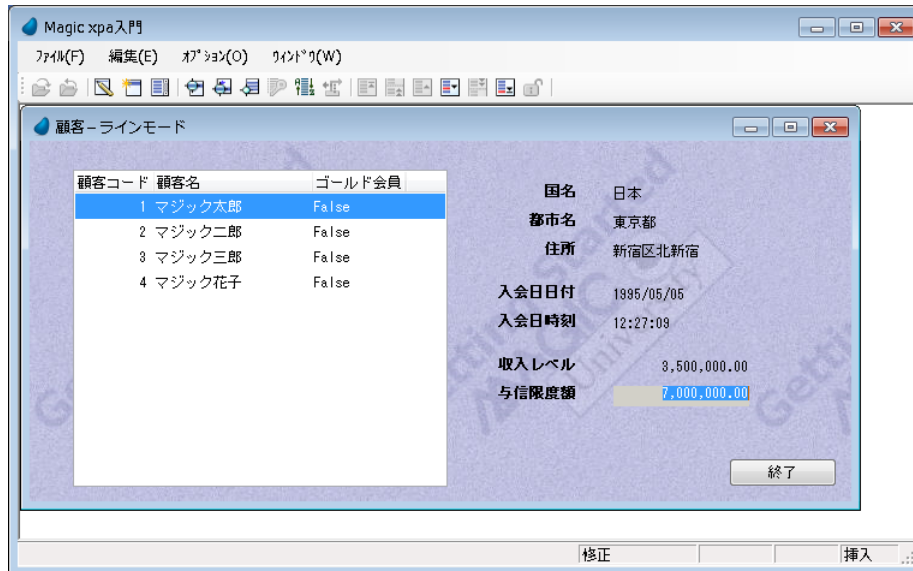 Magic xpa入門
ﾌｧｲﾙ(F) 編集(E) ｵﾌﾟｼｮﾝ(O) ｳｨﾝﾄﾞｳ(W)
顧客－ラインモード
顧客コード 顧客名 ゴールド会員
1 マジック太郎 False
2 マジック二郎 False
3 マジック三郎 False
4 マジック花子 False
国名 日本
都市名 東京都
住所 新宿区北新宿
入会日日付 1995/05/05
入会日時刻 12:27:09
収入レベル 3,500,000.00
与信限度額 7,000,000.00
終了
Getting Started
MAGIC
University
Getti
Ge
修正 挿入